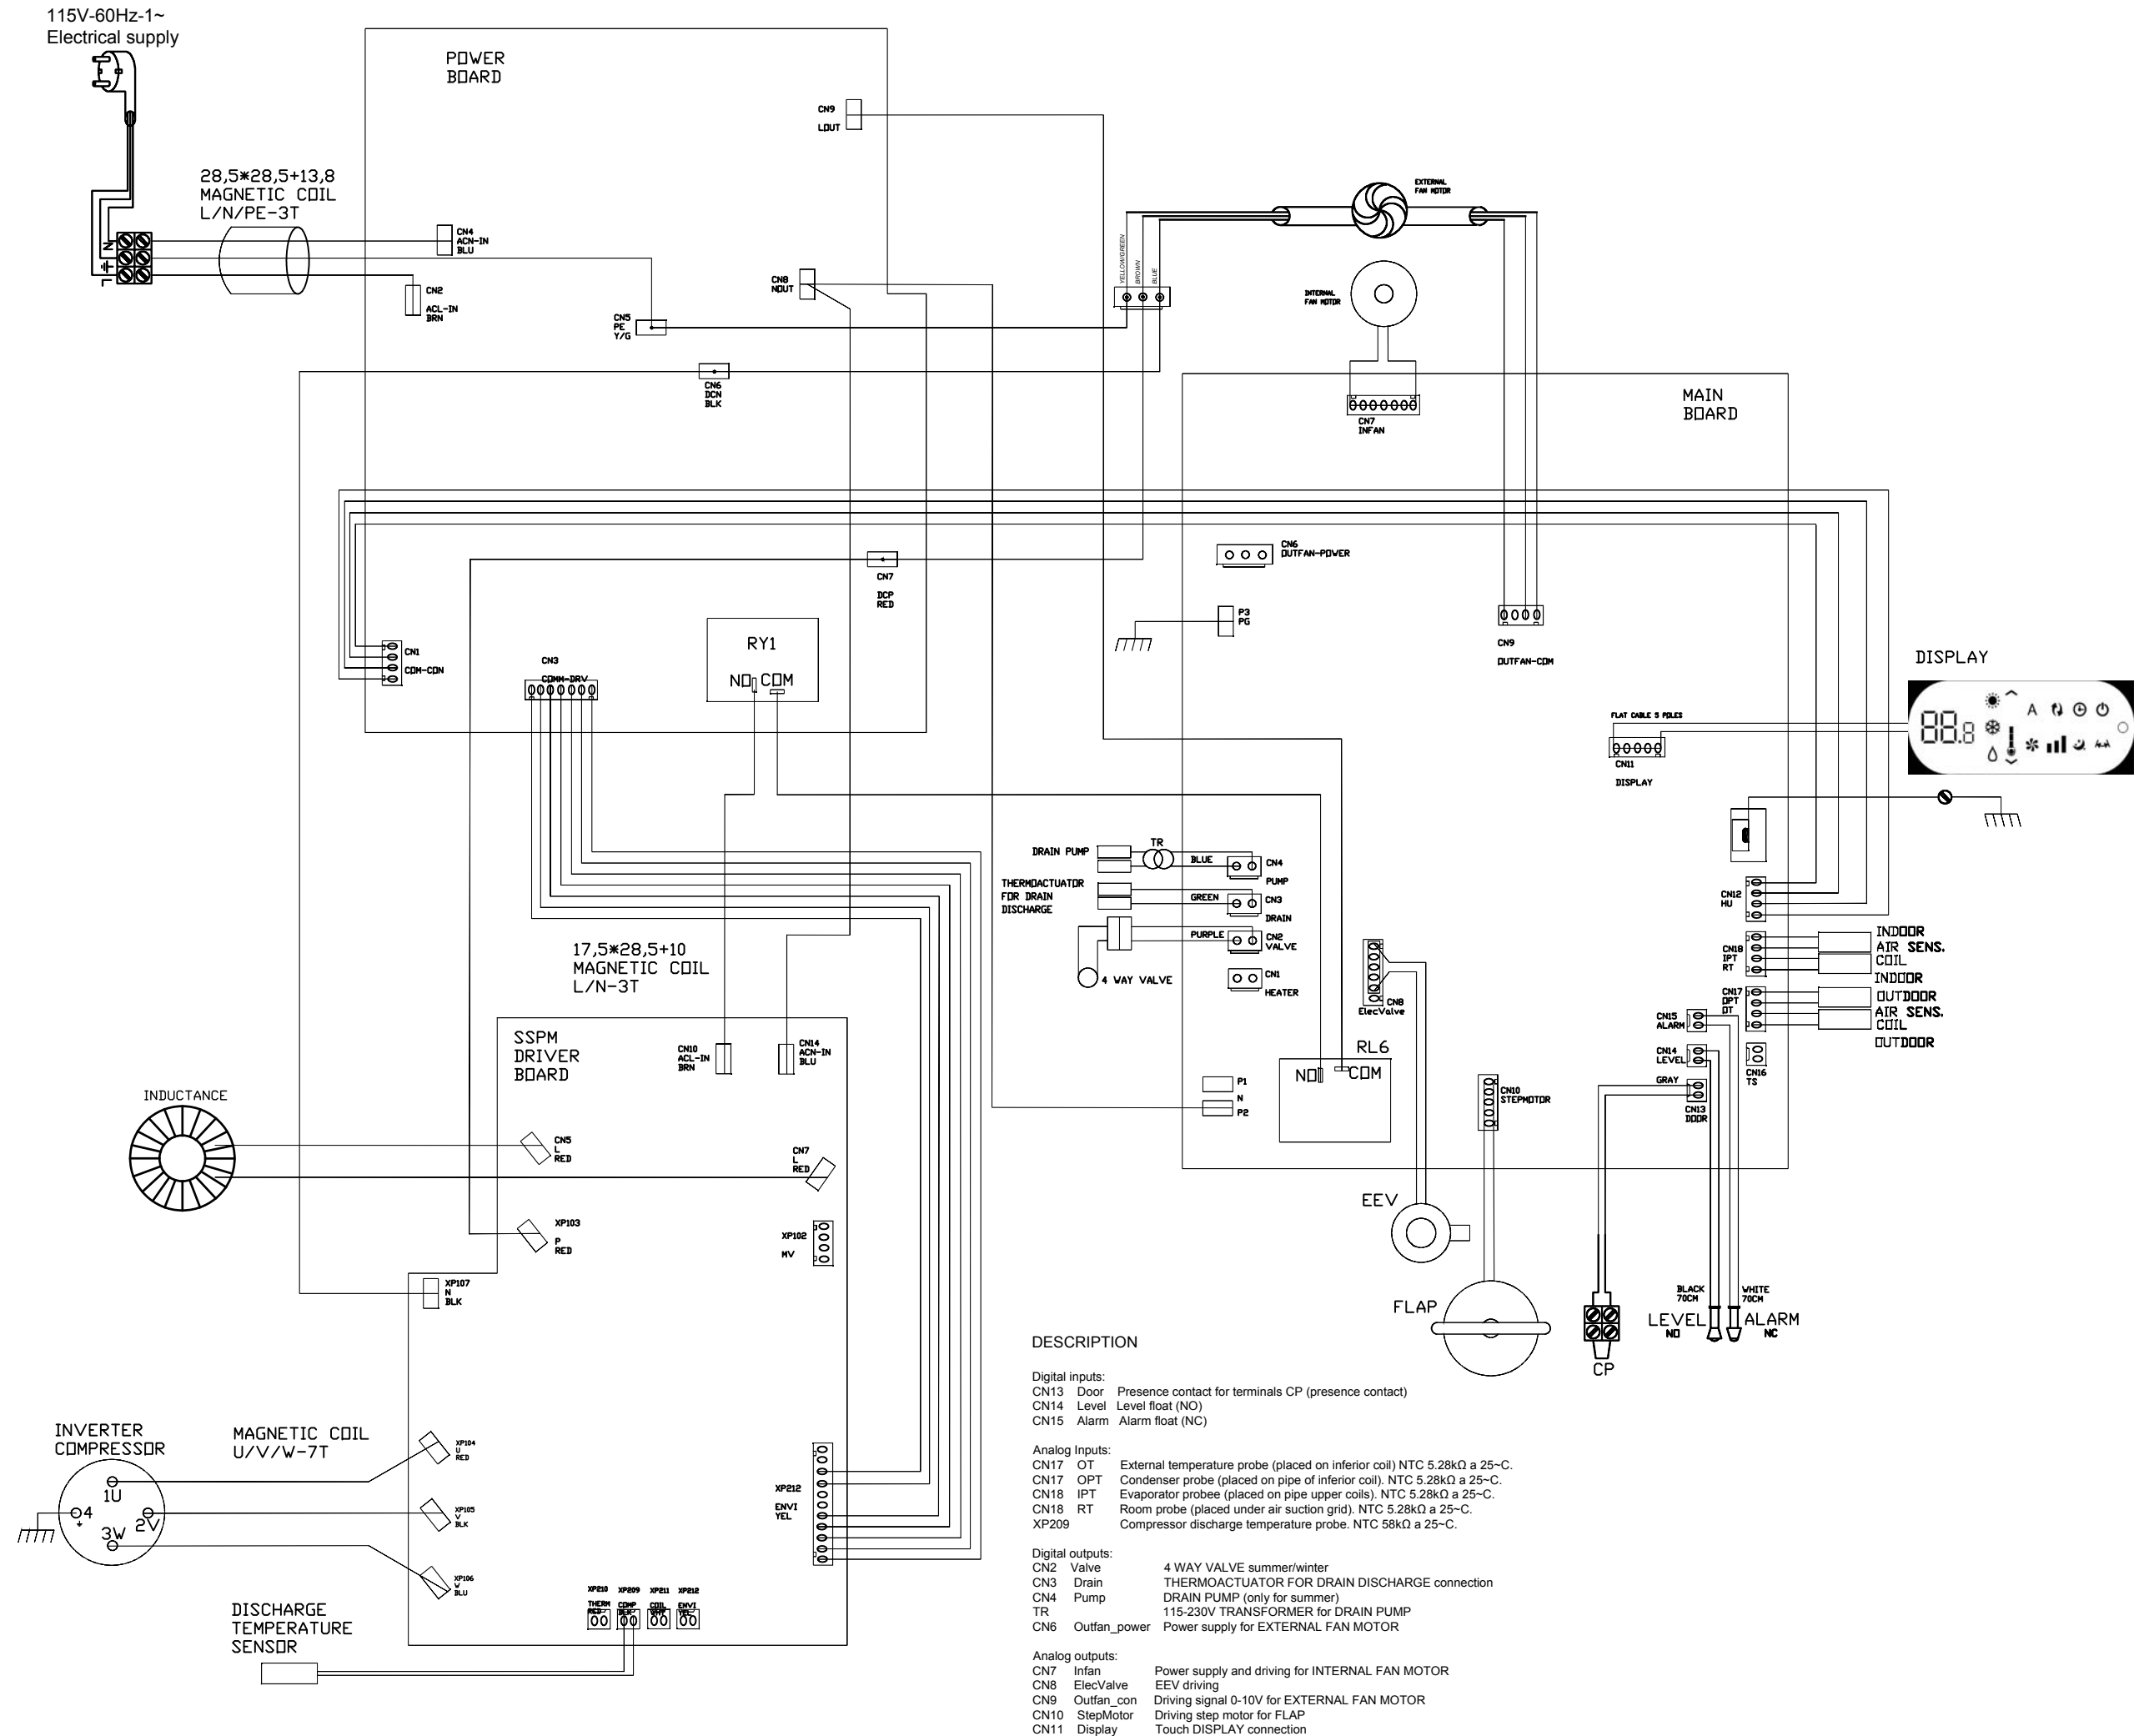 115V-60Hz-1~
Electrical supply
POWER
BOARD
CN9
LOUT
28,5*28,5+13,8
MAGNETIC COIL
L/N/PE-3T
N
L
CN4
ACN-IN
BLU
CN2
ACL-IN
BRN
CN8
NOUT
CN5
PE
Y/G
CN6
DCN
BLK
YELLOW/GREEN
BROWN
BLUE
EXTERNAL
FAN MOTOR
INTERNAL
FAN MOTOR
CN7
INFAN
MAIN
BOARD
CN7
DCP
RED
CN6
OUTFAN-POWER
P3
PG
CN9
OUTFAN-COM
CN1
COM-CON
CN3
COMM-DRV
RY1
NO COM
DISPLAY
88.8
A
FLAT CABLE 5 POLES
CN11
DISPLAY
DRAIN PUMP
TR
BLUE
CN4
PUMP
THERMOACTUATOR
FOR DRAIN
DISCHARGE
GREEN
CN3
DRAIN
PURPLE
CN2
VALVE
4 WAY VALVE
CN1
HEATER
CN8
ElecValve
CN12
HU
CN18
IPT
RT
INDOOR
AIR SENS.
COIL
INDOOR
CN17
OPT
OT
OUTDOOR
AIR SENS.
COIL
OUTDOOR
CN15
ALARM
CN14
LEVEL
CN16
TS
GRAY
CN13
DOOR
17,5*28,5+10
MAGNETIC COIL
L/N-3T
SSPM
DRIVER
BOARD
CN10
ACL-IN
BRN
CN14
ACN-IN
BLU
RL6
NO COM
P1
N
P2
CN10
STEPMOTOR
INDUCTANCE
CN5
L
RED
CN7
L
RED
XP103
P
RED
XP102
MV
XP107
N
BLK
EEV
FLAP
BLACK
70CM
WHITE
70CM
LEVEL
NO
ALARM
NC
CP
INVERTER
COMPRESSOR
1U
2V
3W
4
MAGNETIC COIL
U/V/W-7T
XP104
U
RED
XP105
V
BLK
XP106
W
BLU
XP212
ENVI
YEL
DISCHARGE
TEMPERATURE
SENSOR
XP210 XP209 XP211 XP212
THERM COMP COIL ENVI
RED BLK WHT YEL
DESCRIPTION
Digital inputs:
CN13 Door Presence contact for terminals CP (presence contact)
CN14 Level Level float (NO)
CN15 Alarm Alarm float (NC)
Analog Inputs:
CN17 OT External temperature probe (placed on inferior coil) NTC 5.28kΩ a 25~C.
CN17 OPT Condenser probe (placed on pipe of inferior coil). NTC 5.28kΩ a 25~C.
CN18 IPT Evaporator probee (placed on pipe upper coils). NTC 5.28kΩ a 25~C.
CN18 RT Room probe (placed under air suction grid). NTC 5.28kΩ a 25~C.
XP209 Compressor discharge temperature probe. NTC 58kΩ a 25~C.
Digital outputs:
CN2 Valve 4 WAY VALVE summer/winter
CN3 Drain THERMOACTUATOR FOR DRAIN DISCHARGE connection
CN4 Pump DRAIN PUMP (only for summer)
TR 115-230V TRANSFORMER for DRAIN PUMP
CN6 Outfan_power Power supply for EXTERNAL FAN MOTOR
Analog outputs:
CN7 Infan Power supply and driving for INTERNAL FAN MOTOR
CN8 ElecValve EEV driving
CN9 Outfan_con Driving signal 0-10V for EXTERNAL FAN MOTOR
CN10 StepMotor Driving step motor for FLAP
CN11 Display Touch DISPLAY connection